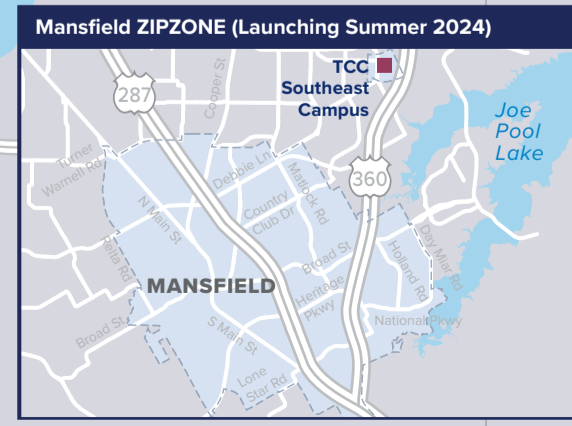 Mansfield ZIPZONE (Launching Summer 2024)
TCC
Southeast
Campus
287
Cooper St
Joe
Pool
Lake
Turner
Warnell Rd
Debbie Ln
Matlock Rd
360
N Main St
Country
Club Dr
Retta Rd
Broad St
Holland Rd
Day Miar Rd
MANSFIELD
Heritage
Pkwy
National Pkwy
Broad St
S Main St
Lone
Star Rd